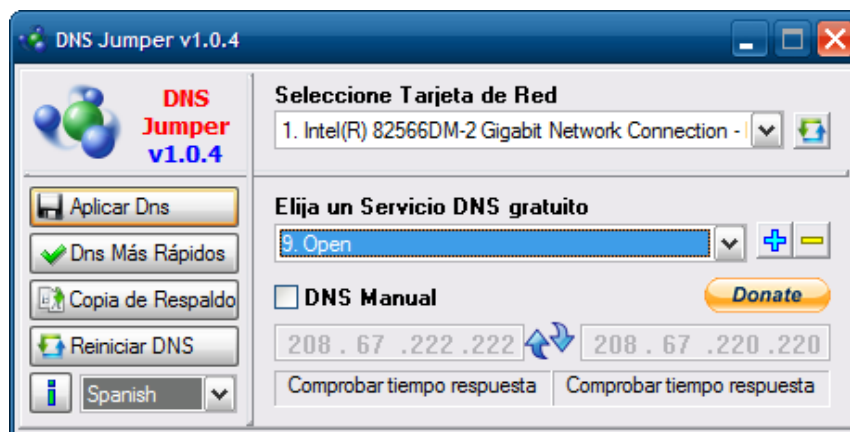 DNS Jumper v1.0.4
DNS
Jumper
v1.0.4
Seleccione Tarjeta de Red
1. Intel(R) 82566DM-2 Gigabit Network Connection -
Aplicar Dns
Dns Más Rápidos
Copia de Respaldo
Reiniciar DNS
Spanish
Elija un Servicio DNS gratuito
9. Open
DNS Manual
Donate
208 . 67 .222 .222
208 . 67 .220 .220
Comprobar tiempo respuesta
Comprobar tiempo respuesta